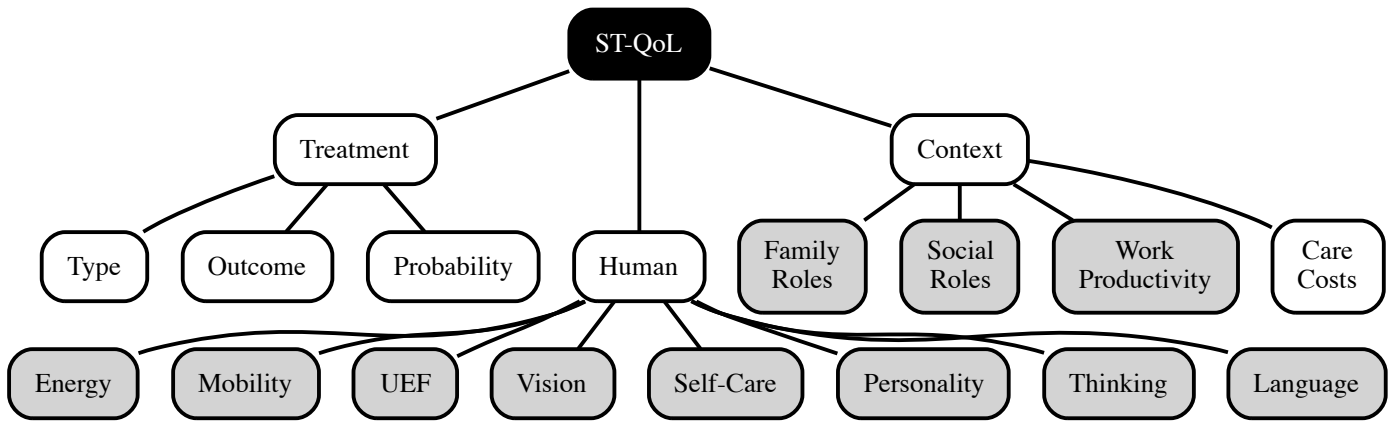 ST-QoL
Treatment
Context
Type
Outcome
Probability
Human
Family
Roles
Social
Roles
Work
Productivity
Care
Costs
Energy
Mobility
UEF
Vision
Self-Care
Personality
Thinking
Language